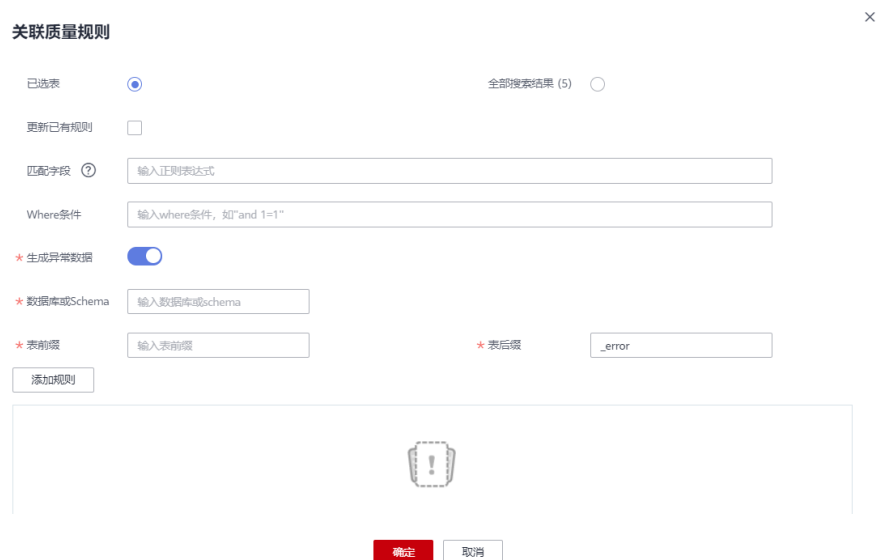 关联质量规则
已选表 全部搜索结果 (5)
更新已有规则
匹配字段 ? 输入正则表达式
Where条件 输入where条件，如"and 1=1"
* 生成异常数据
* 数据库或Schema 输入数据库或schema
* 表前缀 输入表前缀 * 表后缀 _error
添加规则
!
确定 取消